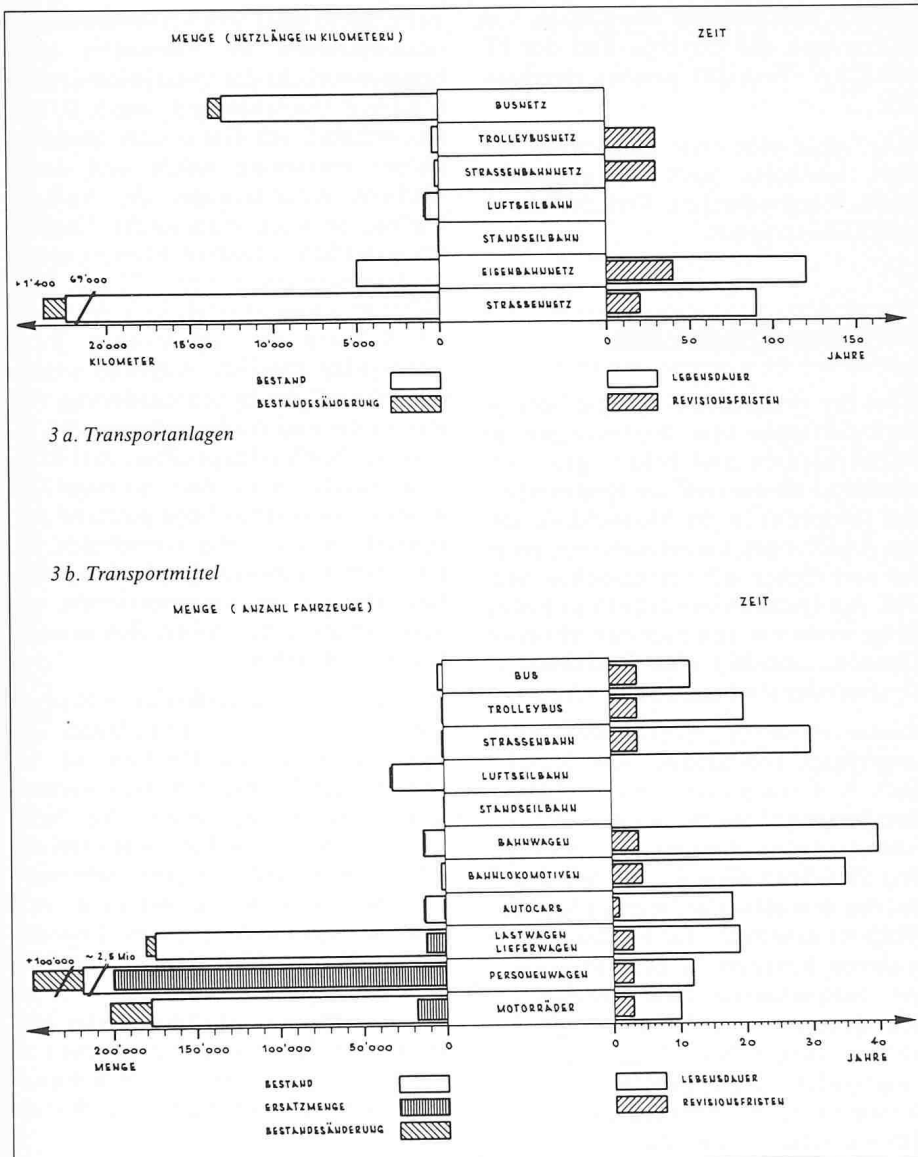 MENGE (NETZLÄNGE IN KILOMETERN) ZEIT
BUSNETZ
TROLLEYBUSNETZ
STRASSENBAHNNETZ
LUFTSEILBAHN
STANDSEILBAHN
EISENBAHNNETZ
+1'400 69'000 STRASSENNETZ
20'000 15'000 10'000 5'000 0 0 50 100 150
KILOMETER JAHRE
BESTAND LEBENSDAUER
BESTANDESÄNDERUNG REVISIONSFRISTEN
3a. Transportanlagen
3b. Transportmittel
MENGE (ANZAHL FAHRZEUGE) ZEIT
BUS
TROLLEYBUS
STRASSENBAHN
LUFTSEILBAHN
STANDSEILBAHN
BAHNWAGEN
BAHNLOKOMOTIVEN
AUTOCARS
LASTWAGEN
LIEFERWAGEN
+100'000 ~2,8 Mio PERSONENWAGEN
MOTORRÄDER
200'000 150'000 100'000 50'000 0 0 10 20 30 40
MENGE JAHRE
BESTAND LEBENSDAUER
ERSATZMENGE REVISIONSFRISTEN
BESTANDESÄNDERUNG